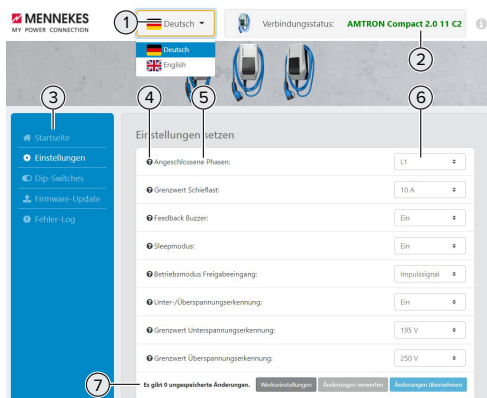 MENNEKES
MY POWER CONNECTION
1
Deutsch
Deutsch
English
Verbindungsstatus: AMTRON Compact 2.0 11 C2
2
3
4
5
6
Startseite
Einstellungen
Dip-Switches
Firmware-Update
Fehler-Log
Einstellungen setzen
Angeschlossene Phasen: L1
Grenzwert Schieflast: 10 A
Feedback Buzzer: Ein
Sleepmodus: Ein
Betriebsmodus Freigabeeingang: Impulssignal
Unter-/Überspannungserkennung: Ein
Grenzwert Unterspannungserkennung: 195 V
Grenzwert Überspannungserkennung: 250 V
7
Es gibt 0 ungespeicherte Änderungen. Werkseinstellungen Änderungen verwerfen Änderungen übernehmen